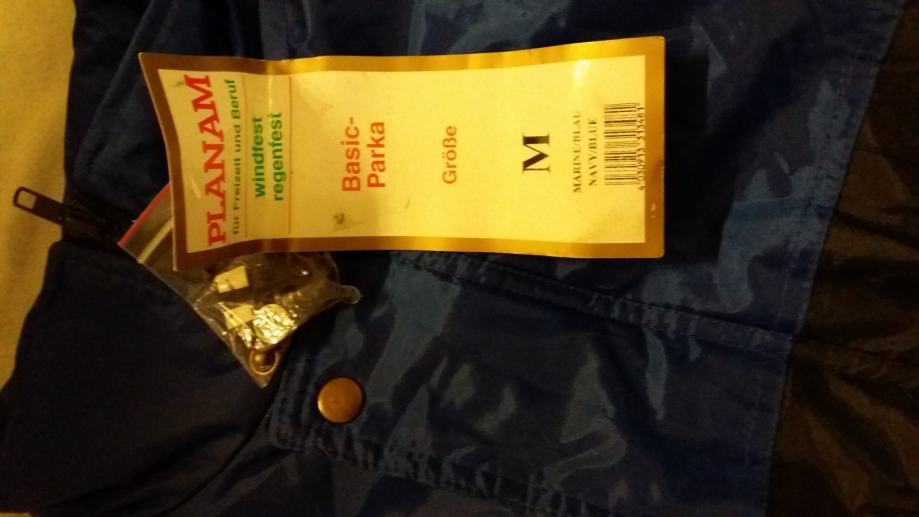 PLANAM
für Freizeit und Beruf
windfest
regenfest
Basic-
Parka
Größe
M
MARINE/BLAU
NAVY/BLUE